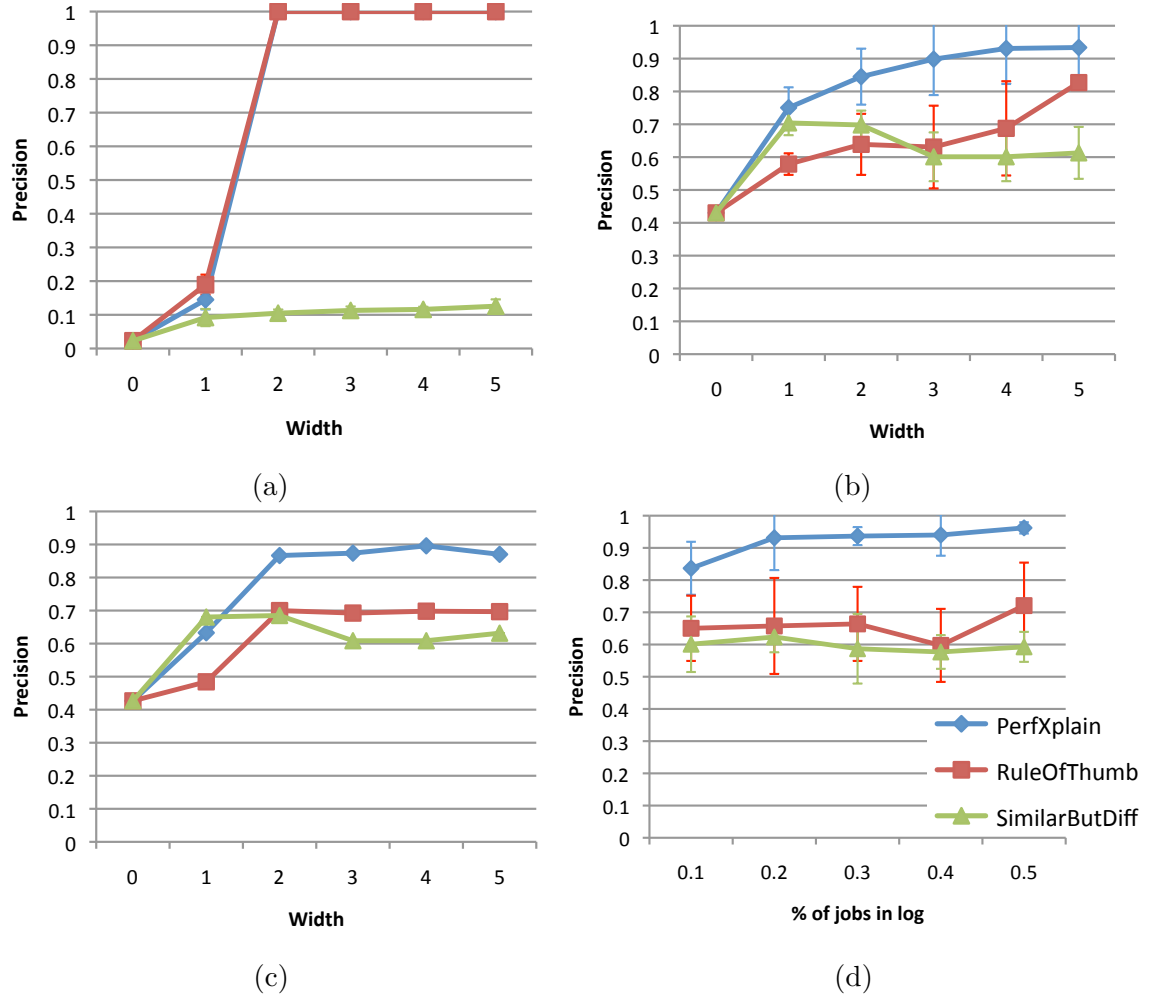 1
0.9
0.8
0.7
0.6
0.5
0.4
0.3
0.2
0.1
0
Precision
0 1 2 3 4 5
Width
(a)
1
0.9
0.8
0.7
0.6
0.5
0.4
0.3
0.2
0.1
0
Precision
0 1 2 3 4 5
Width
(b)
1
0.9
0.8
0.7
0.6
0.5
0.4
0.3
0.2
0.1
0
Precision
0 1 2 3 4 5
Width
(c)
1
0.9
0.8
0.7
0.6
0.5
0.4
0.3
0.2
0.1
0
Precision
PerfXplain
RuleOfThumb
SimilarButDiff
0.1 0.2 0.3 0.4 0.5
% of jobs in log
(d)